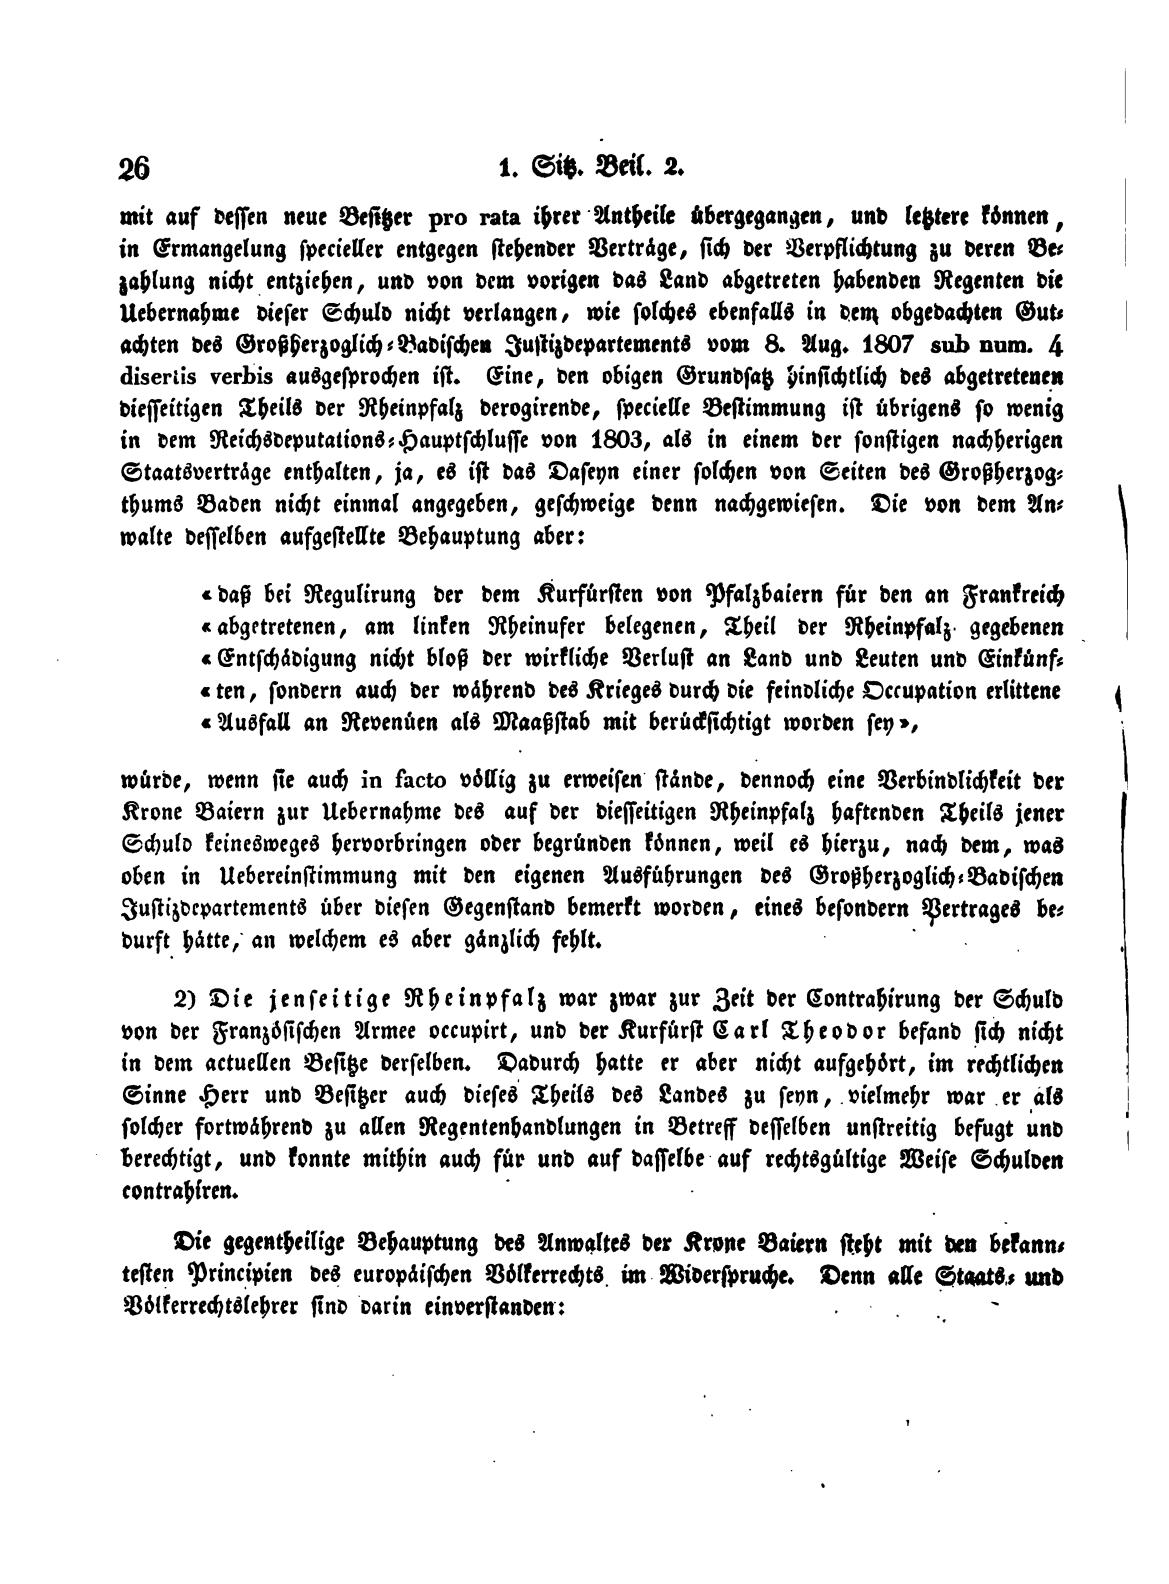 26 1. Sitz. Beil. 2.
mit auf dessen neue Besitzer pro rata ihrer Antheile übergegangen, und letztere können,
in Ermangelung specieller entgegen stehender Verträge, sich der Verpflichtung zu deren Be-
zahlung nicht entziehen, und von dem vorigen das Land abgetreten habenden Regenten die
Uebernahme dieser Schuld nicht verlangen, wie solches ebenfalls in dem obgedachten Gut-
achten des Großherzoglich-Badischen Justizdepartements vom 8. Aug. 1807 sub num. 4
disertis verbis ausgesprochen ist. Eine, den obigen Grundsatz hinsichtlich des abgetretenen
diesseitigen Theils der Rheinpfalz derogirende, specielle Bestimmung ist übrigens so wenig
in dem Reichsdeputations-Hauptschlusse von 1803, als in einem der sonstigen nachherigen
Staatsverträge enthalten, ja, es ist das Daseyn einer solchen von Seiten des Großherzog-
thums Baden nicht einmal angegeben, geschweige denn nachgewiesen. Die von dem An-
walte desselben aufgestellte Behauptung aber:
« daß bei Regulirung der dem Kurfürsten von Pfalzbaiern für den an Frankreich
« abgetretenen, am linken Rheinufer belegenen, Theil der Rheinpfalz gegebenen
« Entschädigung nicht bloß der wirkliche Verlust an Land und Leuten und Einkünf-
« ten, sondern auch der während des Krieges durch die feindliche Occupation erlittene
« Ausfall an Revenüen als Maaßstab mit berücksichtigt worden sey »,
würde, wenn sie auch in facto völlig zu erweisen stände, dennoch eine Verbindlichkeit der
Krone Baiern zur Uebernahme des auf der diesseitigen Rheinpfalz haftenden Theils jener
Schuld keinesweges hervorbringen oder begründen können, weil es hierzu, nach dem, was
oben in Uebereinstimmung mit den eigenen Ausführungen des Großherzoglich-Badischen
Justizdepartements über diesen Gegenstand bemerkt worden, eines besondern Vertrages be-
durft hätte, an welchem es aber gänzlich fehlt.
2) Die jenseitige Rheinpfalz war zwar zur Zeit der Contrahirung der Schuld
von der Französischen Armee occupirt, und der Kurfürst Carl Theodor befand sich nicht
in dem actuellen Besitze derselben. Dadurch hatte er aber nicht aufgehört, im rechtlichen
Sinne Herr und Besitzer auch dieses Theils des Landes zu seyn, vielmehr war er als
solcher fortwährend zu allen Regentenhandlungen in Betreff desselben unstreitig befugt und
berechtigt, und konnte mithin auch für und auf dasselbe auf rechtsgültige Weise Schulden
contrahiren.
Die gegentheilige Behauptung des Anwaltes der Krone Baiern steht mit den bekann-
testen Principien des europäischen Völkerrechts im Widerspruche. Denn alle Staats- und
Völkerrechtslehrer sind darin einverstanden: